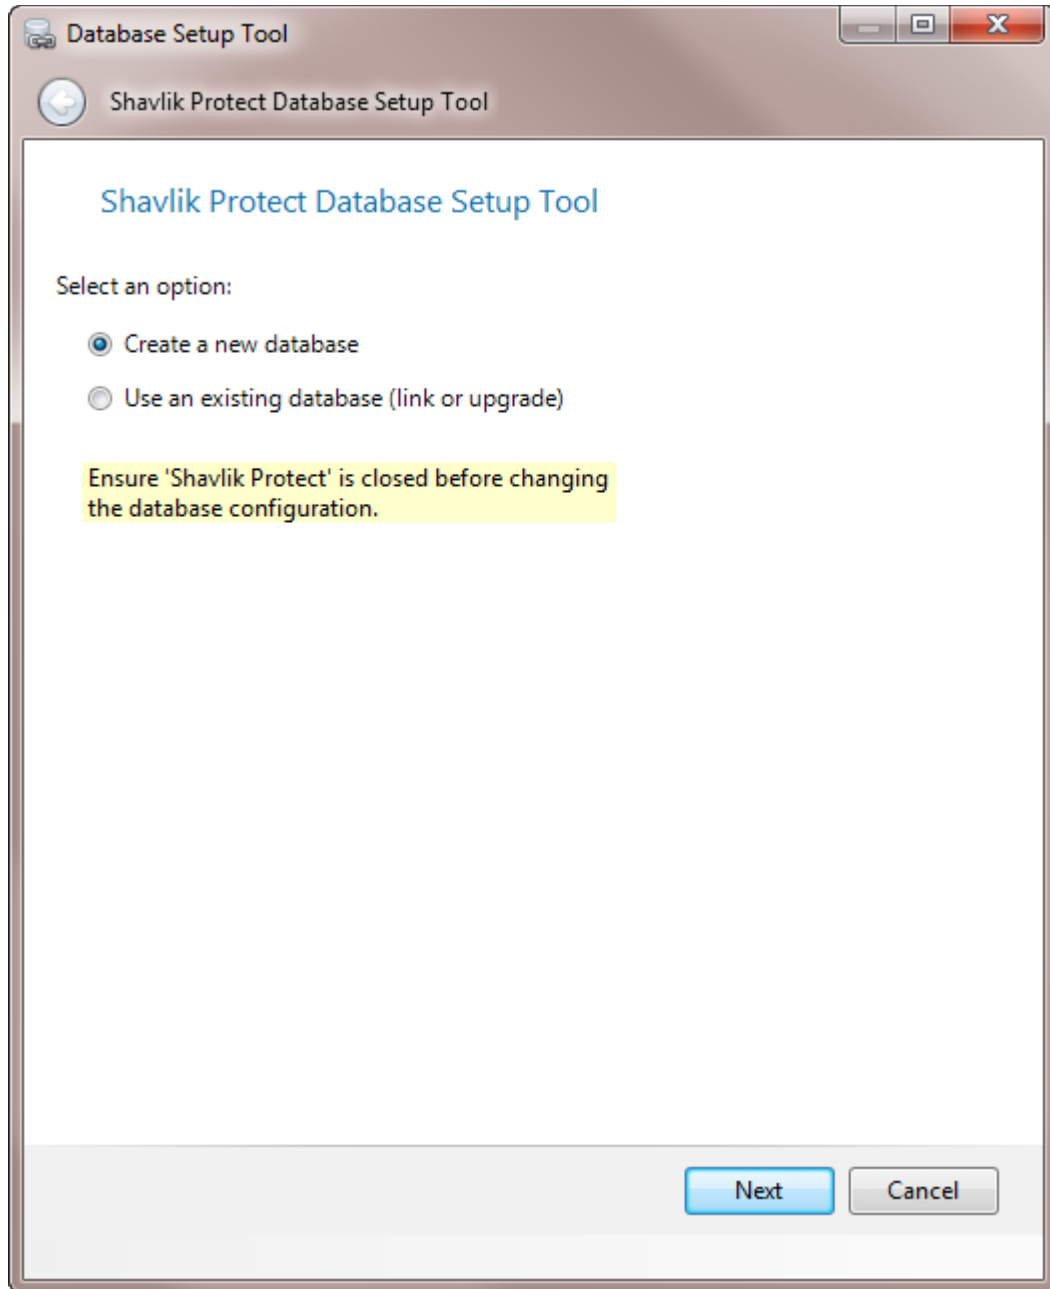 Database Setup Tool
Shavlik Protect Database Setup Tool
Shavlik Protect Database Setup Tool
Select an option:
Create a new database
Use an existing database (link or upgrade)
Ensure 'Shavlik Protect' is closed before changing
the database configuration.
Next Cancel